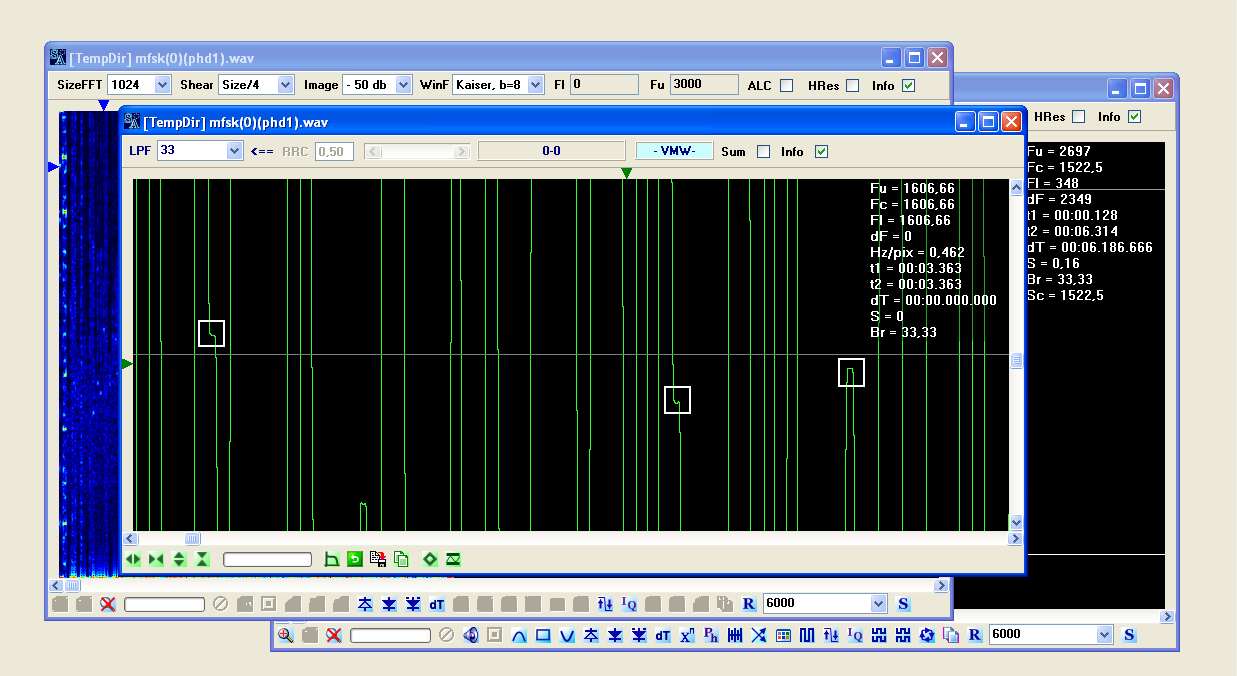 [TempDir] mfsk(0)(phd1).wav
SizeFFT 1024 Shear Size/4 Image - 50 db WinF Kaiser, b=8 Fl 0 Fu 3000 ALC HRes Info
HRes Info
[TempDir] mfsk(0)(phd1).wav
LPF 33 <== RRC 0,50 0-0 - VMW- Sum Info
Fu = 1606,66
Fc = 1606,66
Fl = 1606,66
dF = 0
Hz/pix = 0,462
t1 = 00:03.363
t2 = 00:03.363
dT = 00:00.000.000
S = 0
Br = 33,33
Fu = 2697
Fc = 1522,5
Fl = 348
dF = 2349
t1 = 00:00.128
t2 = 00:06.314
dT = 00:06.186.666
S = 0,16
Br = 33,33
Sc = 1522,5
dT IQ R 6000 S
dT Xn Ph IQ R 6000 S